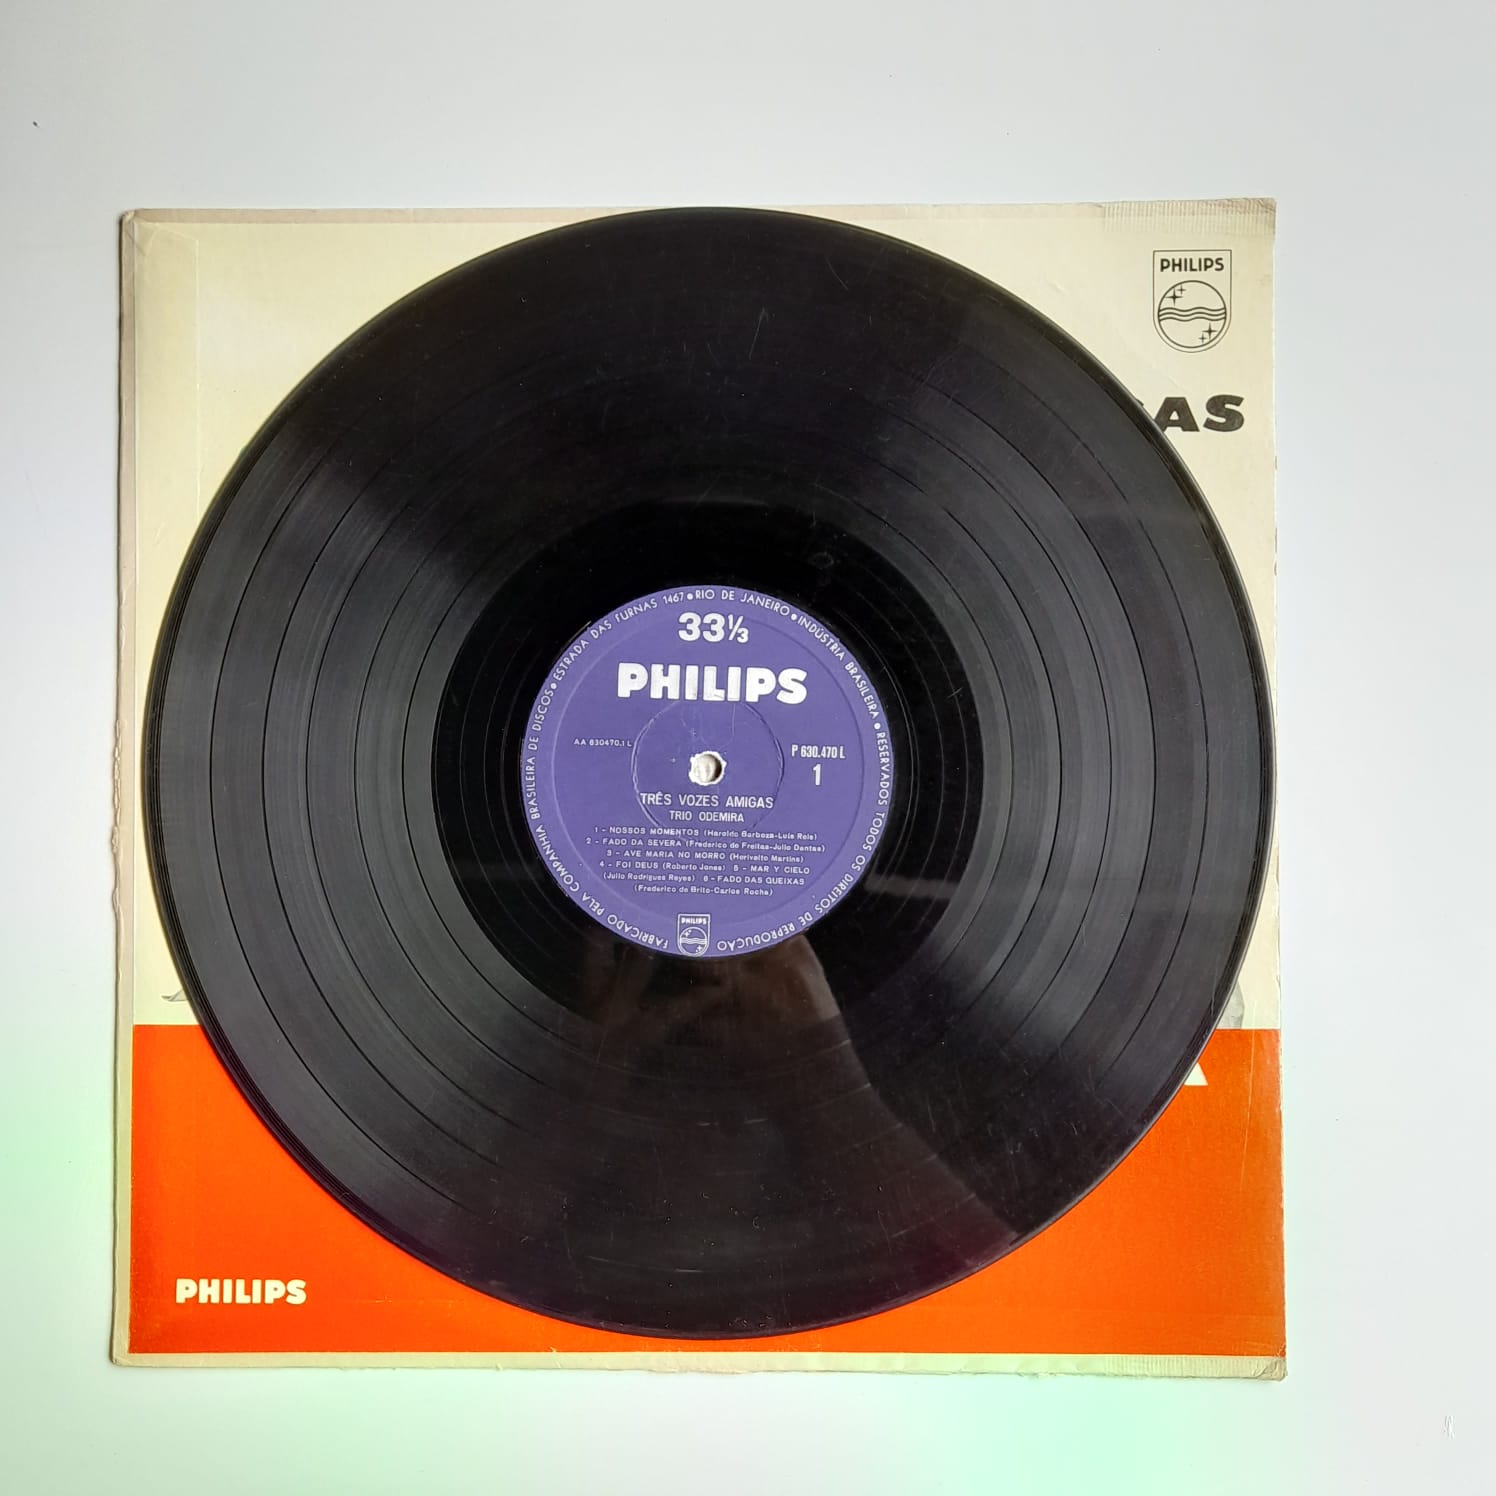 PHILIPS
GAS
ESTRADA DAS FURNAS 1467 • RIO DE JANEIRO • INDÚSTRIA BRASILEIRA • RESERVADOS TODOS OS DIREITOS DE REPRODUÇÃO
FABRICADO PELA COMPANHIA BRASILEIRA DE DISCOS •
33⅓
PHILIPS
AA 630470.1 L
P 630.470 L
1
TRÊS VOZES AMIGAS
TRIO ODEMIRA
1 - NOSSOS MOMENTOS (Haroldo Barboza-Luis Reis)
2 - FADO DA SEVERA (Frederico de Freitas-Julio Dantas)
3 - AVE MARIA NO MORRO (Herivelto Martins)
4 - FOI DEUS (Roberto Janes) 5 - MAR Y CIELO
(Julio Rodrigues Reyes) 6 - FADO DAS QUEIXAS
(Frederico de Brito-Carlos Rocha)
PHILIPS
A
PHILIPS